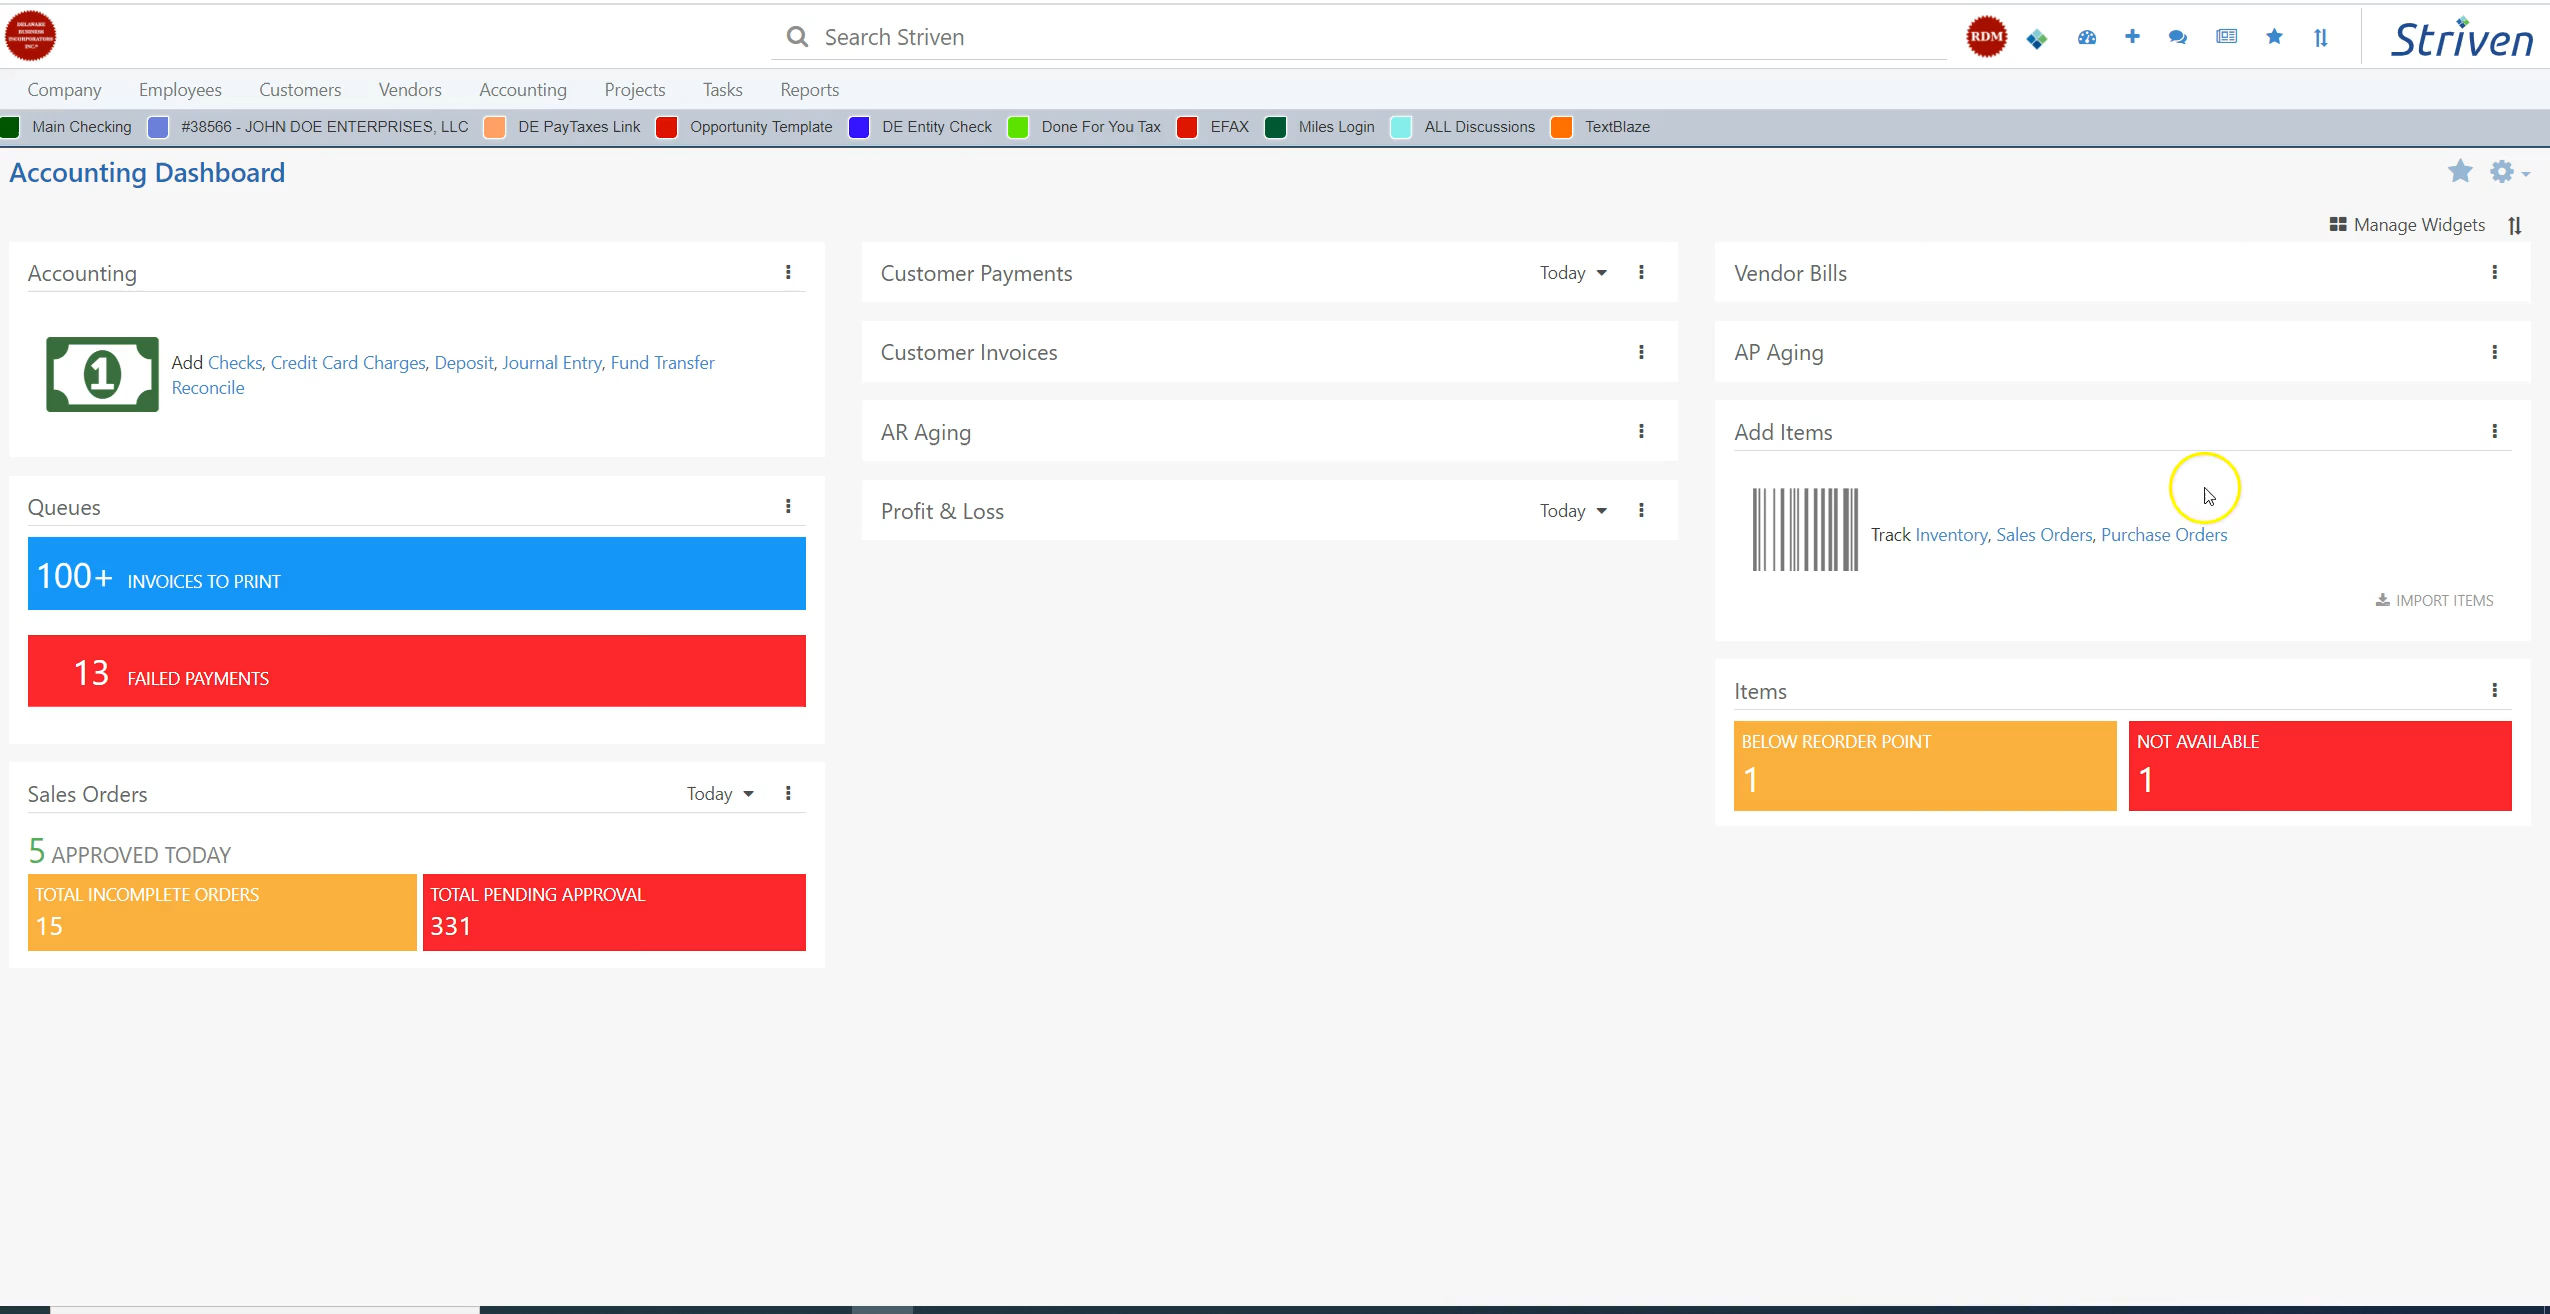 DELAWARE
BUSINESS
INCORPORATORS
INC.®
Search Striven
RDM
Striven
Company Employees Customers Vendors Accounting Projects Tasks Reports
Main Checking #38566 - JOHN DOE ENTERPRISES, LLC DE PayTaxes Link Opportunity Template DE Entity Check Done For You Tax EFAX Miles Login ALL Discussions TextBlaze
Accounting Dashboard
Manage Widgets
Accounting
1
Add Checks, Credit Card Charges, Deposit, Journal Entry, Fund Transfer
Reconcile
Queues
100+ INVOICES TO PRINT
13 FAILED PAYMENTS
Sales Orders Today
5 APPROVED TODAY
TOTAL INCOMPLETE ORDERS
15
TOTAL PENDING APPROVAL
331
Customer Payments Today
Customer Invoices
AR Aging
Profit & Loss Today
Vendor Bills
AP Aging
Add Items
Track Inventory, Sales Orders, Purchase Orders
IMPORT ITEMS
Items
BELOW REORDER POINT
1
NOT AVAILABLE
1